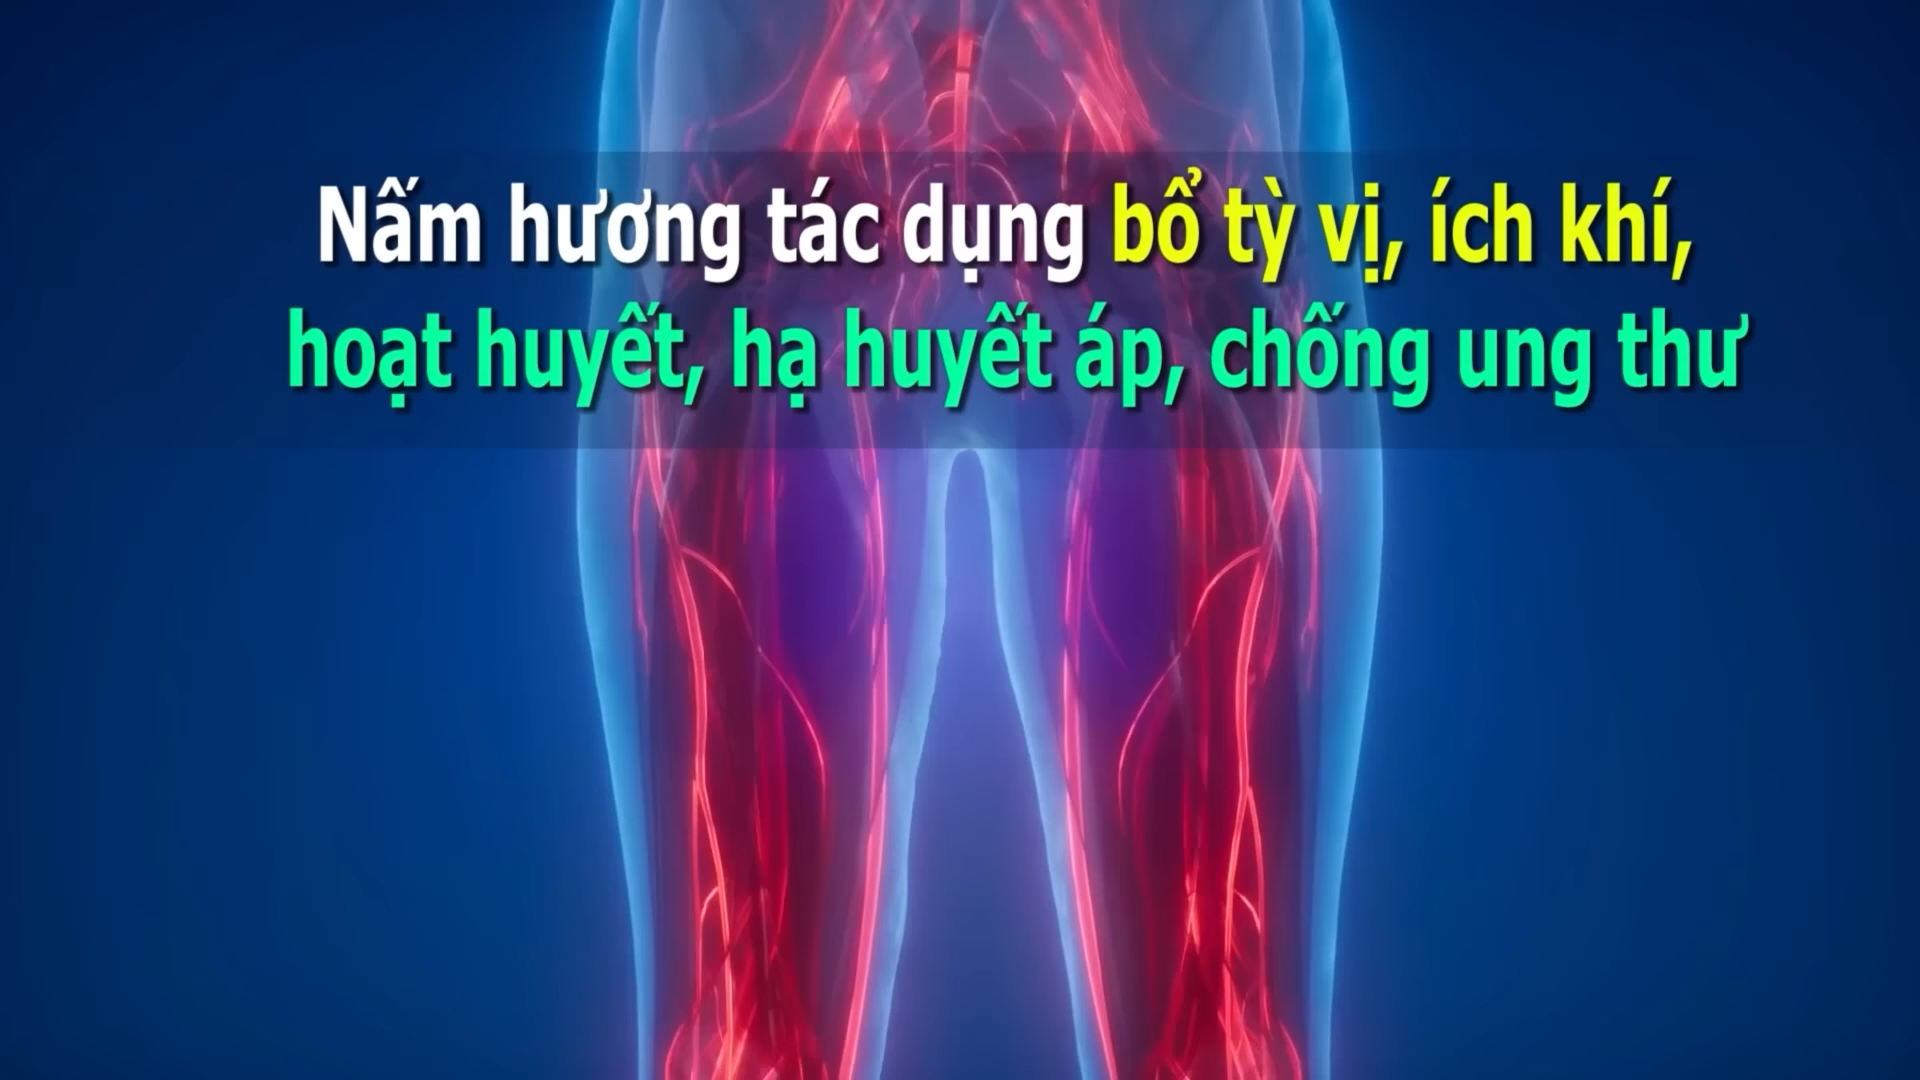 Nấm hương tác dụng bổ tỳ vị, ích khí,
hoạt huyết, hạ huyết áp, chống ung thư